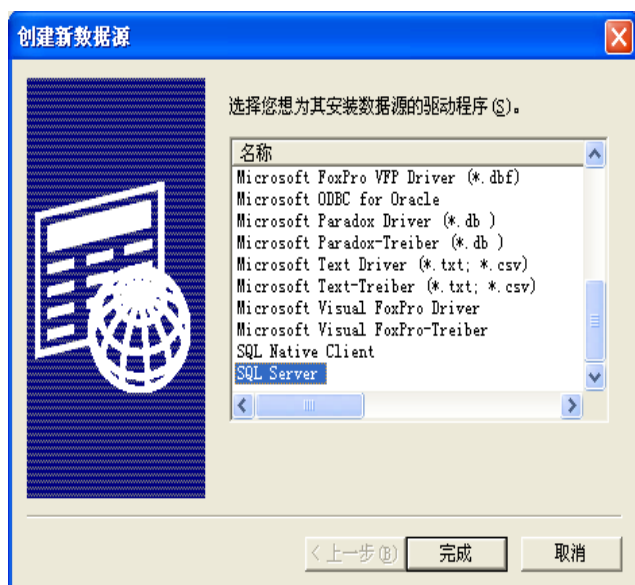 创建新数据源
选择您想为其安装数据源的驱动程序(S)。
名称
Microsoft FoxPro VFP Driver (*.dbf)
Microsoft ODBC for Oracle
Microsoft Paradox Driver (*.db )
Microsoft Paradox-Treiber (*.db )
Microsoft Text Driver (*.txt; *.csv)
Microsoft Text-Treiber (*.txt; *.csv)
Microsoft Visual FoxPro Driver
Microsoft Visual FoxPro-Treiber
SQL Native Client
SQL Server
< 上一步(B) 完成 取消